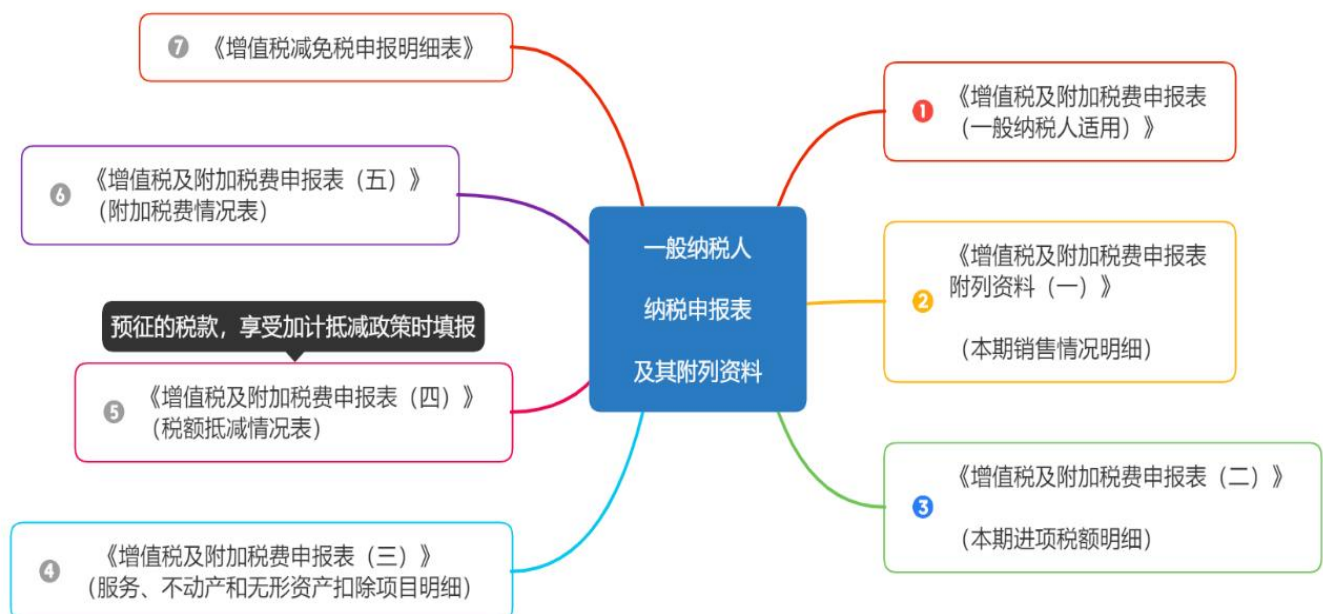 一般纳税人
纳税申报表
及其附列资料
❶ 《增值税及附加税费申报表
（一般纳税人适用）》
❷ 《增值税及附加税费申报表
附列资料（一）》
（本期销售情况明细）
❸ 《增值税及附加税费申报表（二）》
（本期进项税额明细）
❹ 《增值税及附加税费申报表（三）》
（服务、不动产和无形资产扣除项目明细）
预征的税款，享受加计抵减政策时填报
❺ 《增值税及附加税费申报表（四）》
（税额抵减情况表）
❻ 《增值税及附加税费申报表（五）》
（附加税费情况表）
❼ 《增值税减免税申报明细表》